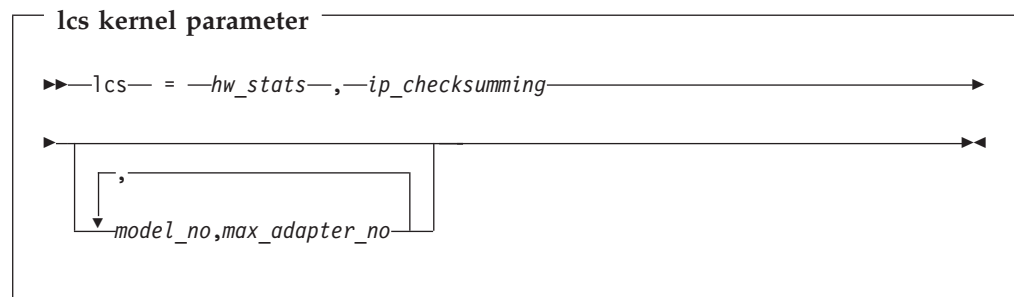 lcs kernel parameter
lcs = hw_stats , ip_checksumming
,
model_no,max_adapter_no